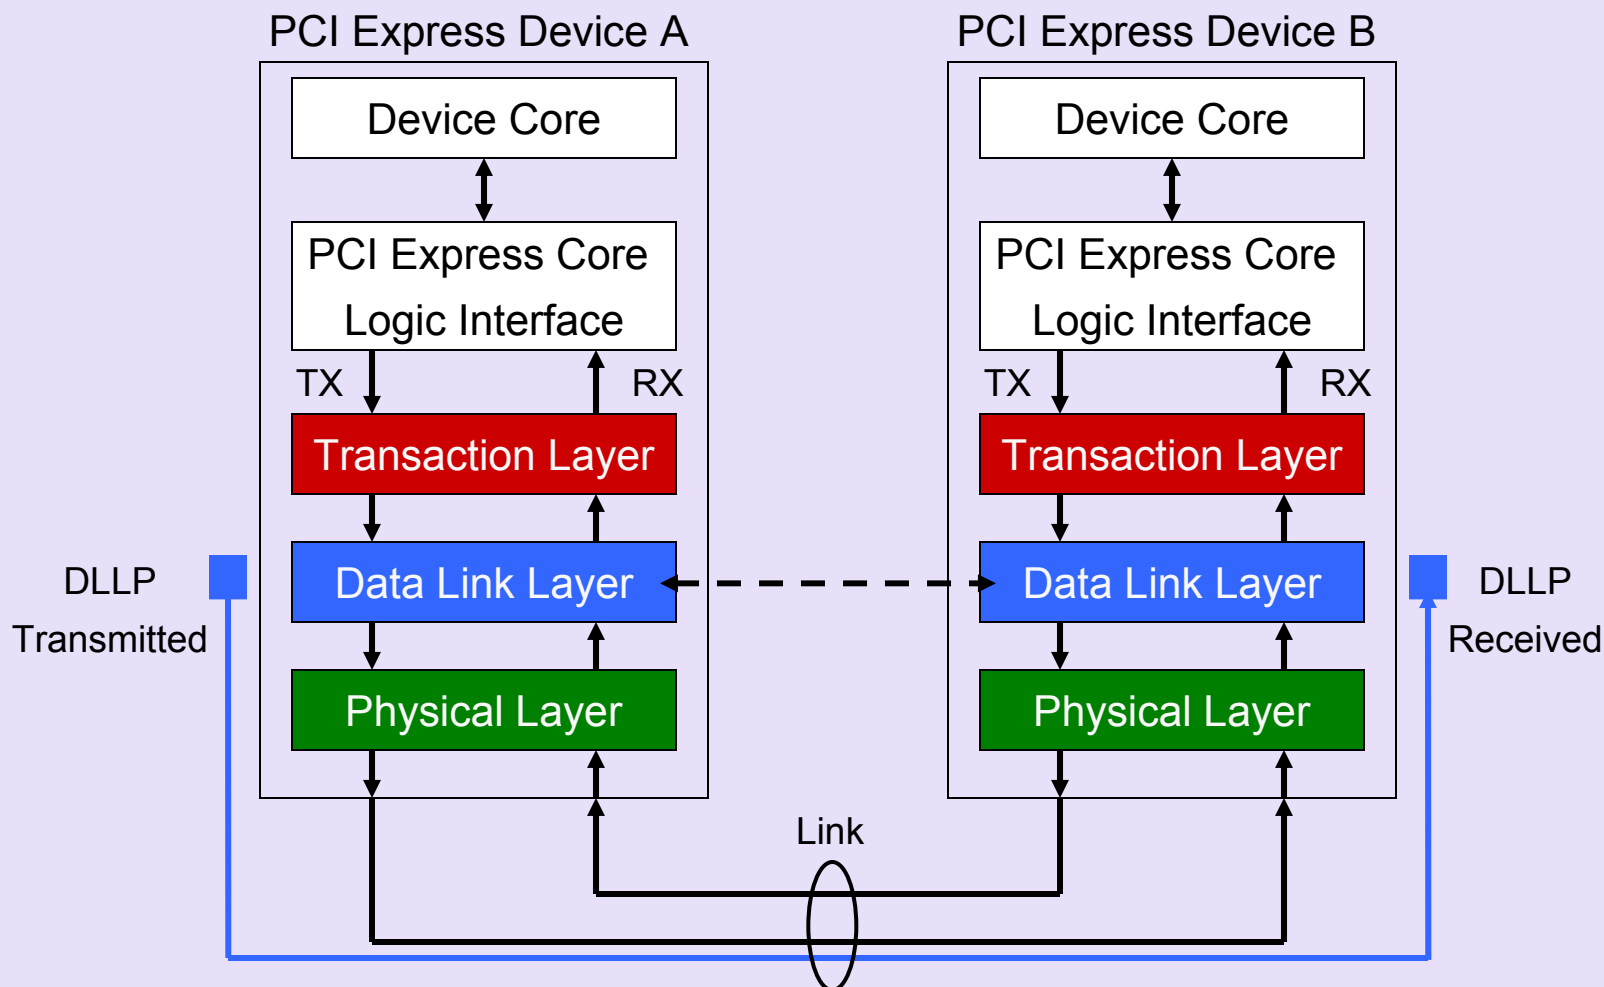 PCI Express Device A
PCI Express Device B
Device Core
Device Core
PCI Express Core
Logic Interface
PCI Express Core
Logic Interface
TX
RX
TX
RX
Transaction Layer
Transaction Layer
DLLP
Transmitted
Data Link Layer
Data Link Layer
DLLP
Received
Physical Layer
Physical Layer
Link